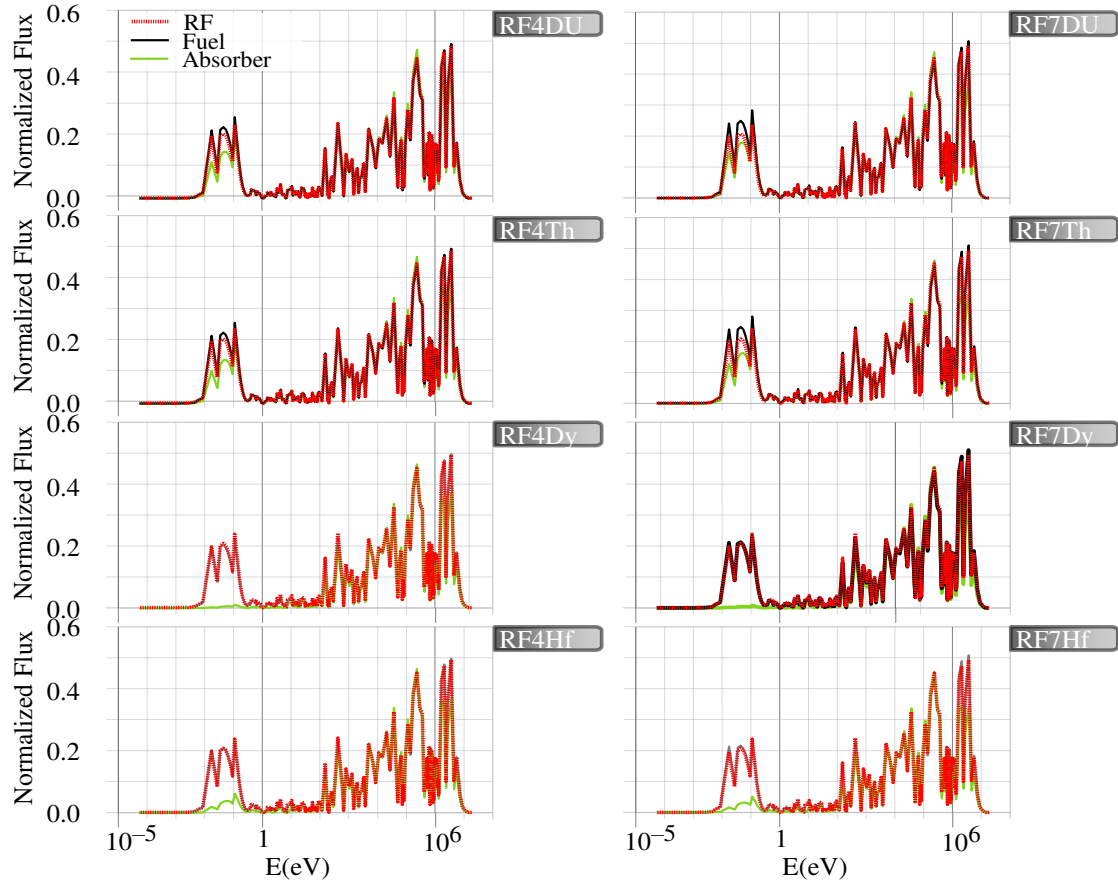 RF
Fuel
Absorber
RF4DU
RF7DU
Normalized Flux
0.6
0.4
0.2
0.0
RF4Th
RF7Th
Normalized Flux
0.6
0.4
0.2
0.0
RF4Dy
RF7Dy
Normalized Flux
0.6
0.4
0.2
0.0
RF4Hf
RF7Hf
Normalized Flux
0.6
0.4
0.2
0.0
10⁻⁵ 1 10⁶
10⁻⁵ 1 10⁶
E(eV)
E(eV)